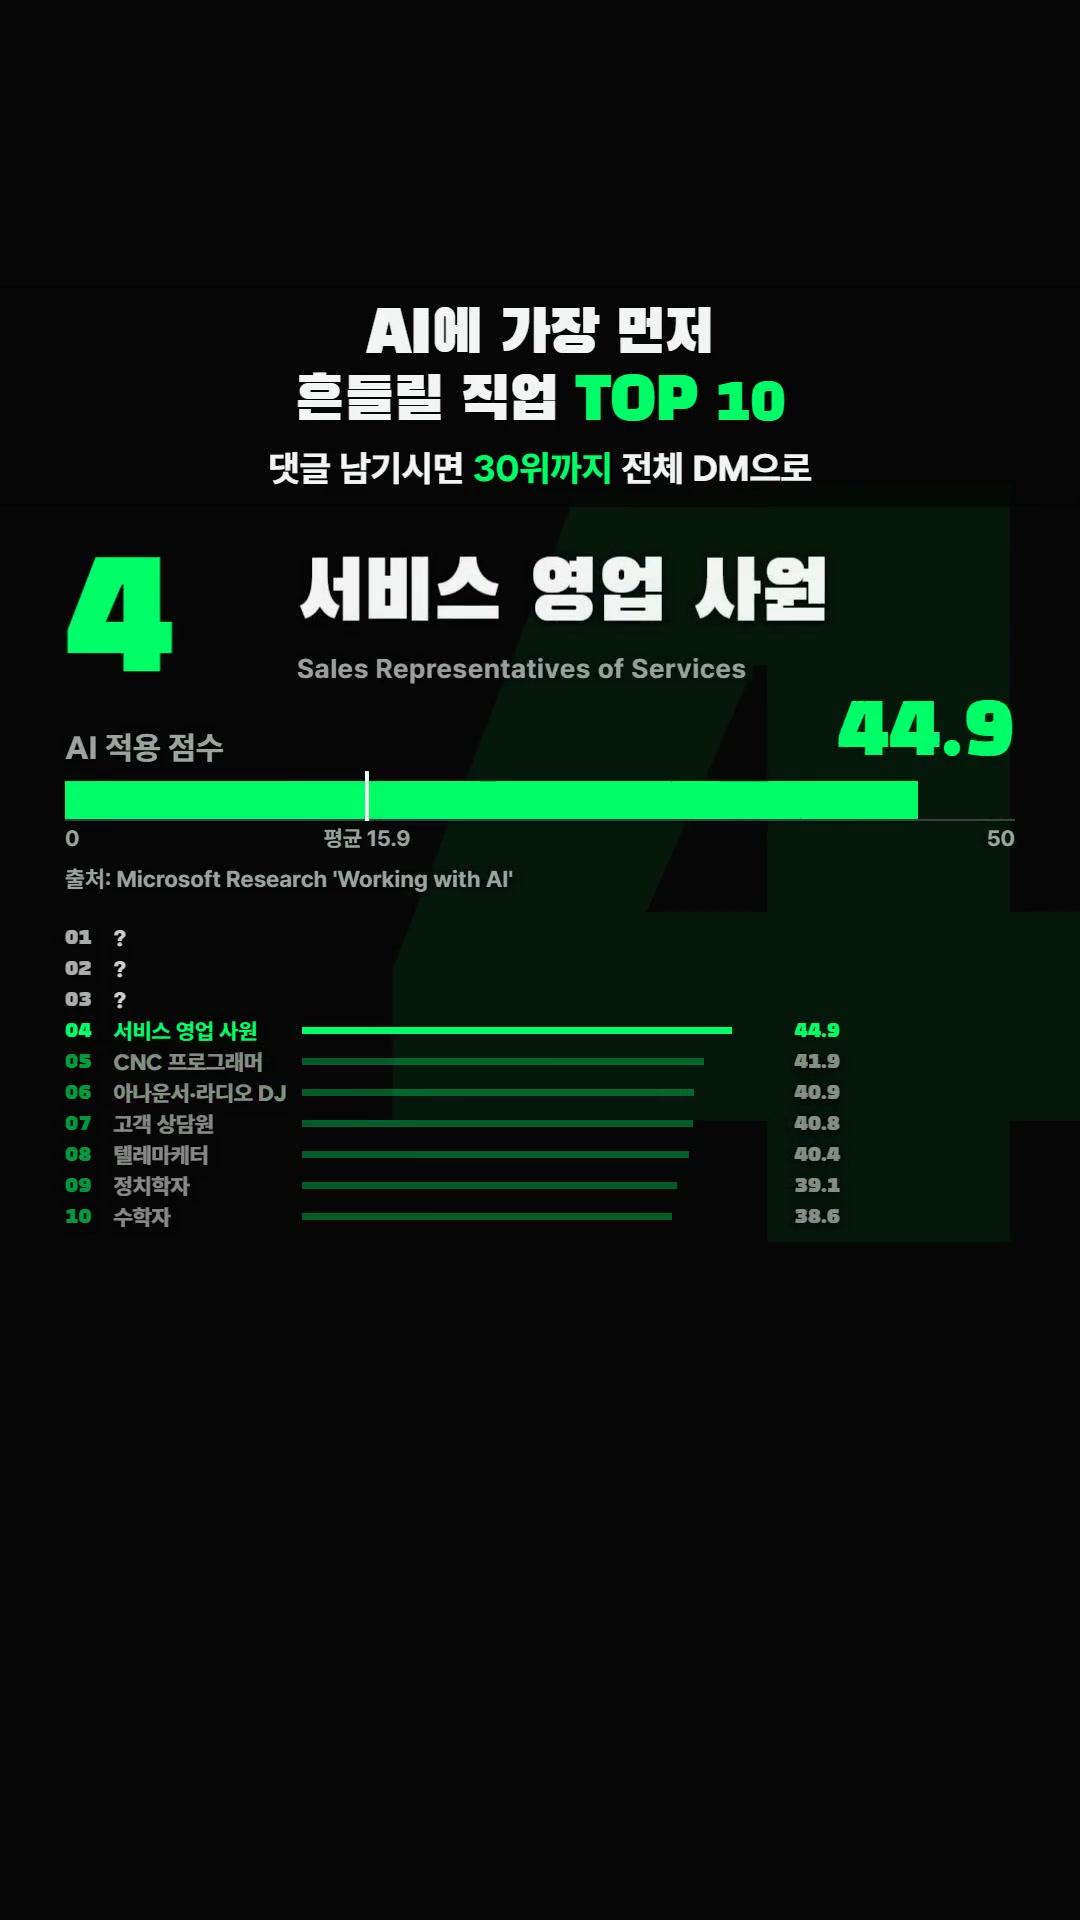 AI에 가장 먼저
흔들릴 직업 TOP 10
댓글 남기시면 30위까지 전체 DM으로
4
서비스 영업 사원
Sales Representatives of Services
AI 적용 점수
44.9
0 평균 15.9 50
출처: Microsoft Research 'Working with AI'
01 ?
02 ?
03 ?
04 서비스 영업 사원 44.9
05 CNC 프로그래머 41.9
06 아나운서·라디오 DJ 40.9
07 고객 상담원 40.8
08 텔레마케터 40.4
09 정치학자 39.1
10 수학자 38.6